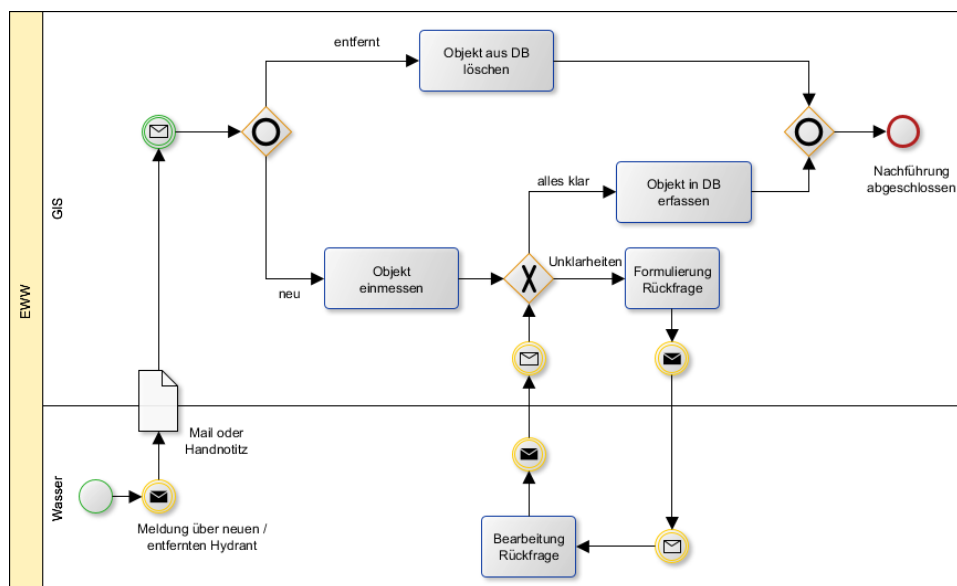 EWW
GIS
entfernt
Objekt aus DB
löschen
alles klar
Objekt in DB
erfassen
Nachführung
abgeschlossen
neu
Objekt
einmessen
Unklarheiten
Formulierung
Rückfrage
Wasser
Mail oder
Handnotitz
Meldung über neuen /
entfernten Hydrant
Bearbeitung
Rückfrage